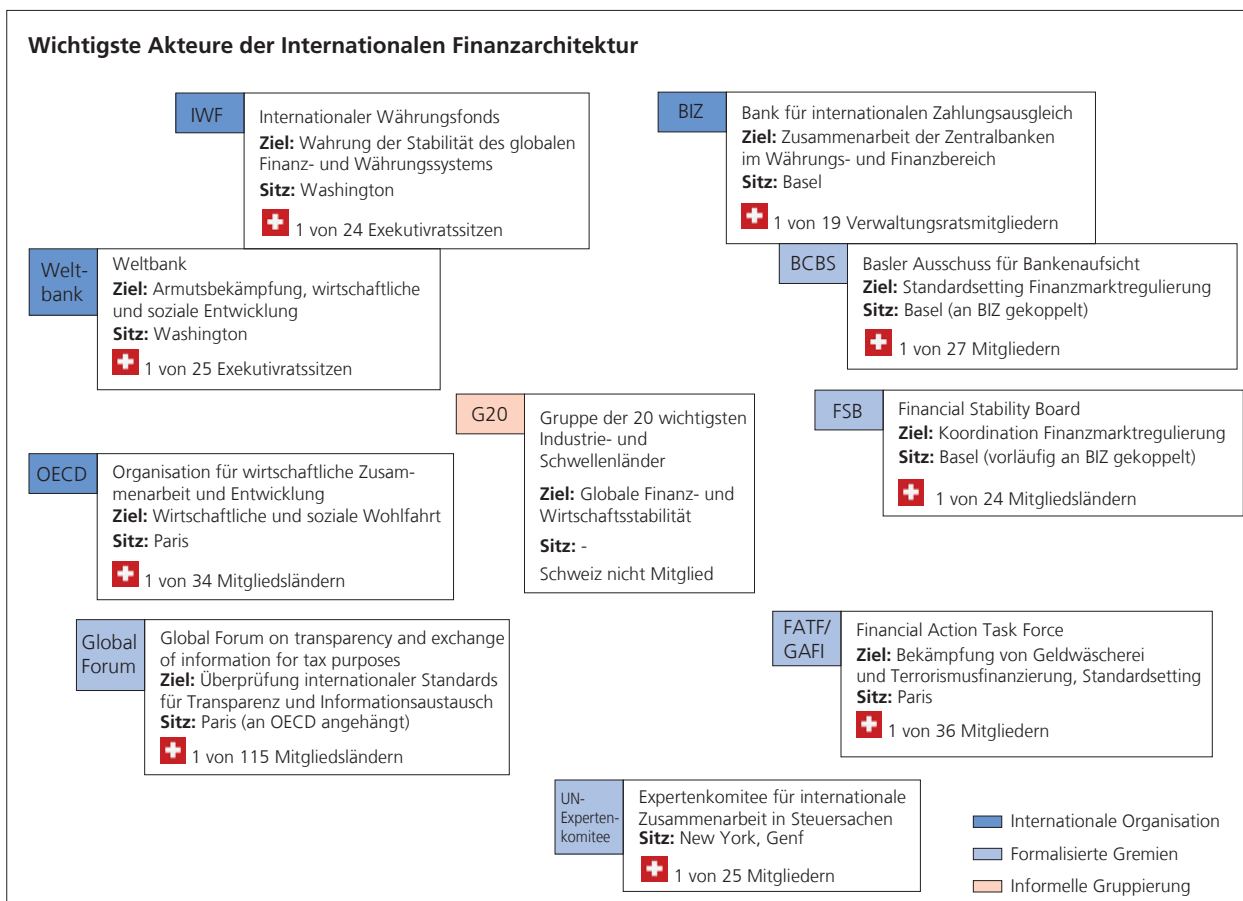 Wichtigste Akteure der Internationalen Finanzarchitektur
IWF
Internationaler Währungsfonds
Ziel: Wahrung der Stabilität des globalen
Finanz- und Währungssystems
Sitz: Washington
1 von 24 Exekutivratssitzen
BIZ
Bank für internationalen Zahlungsausgleich
Ziel: Zusammenarbeit der Zentralbanken
im Währungs- und Finanzbereich
Sitz: Basel
1 von 19 Verwaltungsratsmitgliedern
Welt-
bank
Weltbank
Ziel: Armutsbekämpfung, wirtschaftliche
und soziale Entwicklung
Sitz: Washington
1 von 25 Exekutivratssitzen
BCBS
Basler Ausschuss für Bankenaufsicht
Ziel: Standardsetting Finanzmarktregulierung
Sitz: Basel (an BIZ gekoppelt)
1 von 27 Mitgliedern
G20
Gruppe der 20 wichtigsten
Industrie- und
Schwellenländer
Ziel: Globale Finanz- und
Wirtschaftsstabilität
Sitz: -
Schweiz nicht Mitglied
FSB
Financial Stability Board
Ziel: Koordination Finanzmarktregulierung
Sitz: Basel (vorläufig an BIZ gekoppelt)
1 von 24 Mitgliedsländern
OECD
Organisation für wirtschaftliche Zusam-
menarbeit und Entwicklung
Ziel: Wirtschaftliche und soziale Wohlfahrt
Sitz: Paris
1 von 34 Mitgliedsländern
Global
Forum
Global Forum on transparency and exchange
of information for tax purposes
Ziel: Überprüfung internationaler Standards
für Transparenz und Informationsaustausch
Sitz: Paris (an OECD angehängt)
1 von 115 Mitgliedsländern
FATF/
GAFI
Financial Action Task Force
Ziel: Bekämpfung von Geldwäscherei
und Terrorismusfinanzierung, Standardsetting
Sitz: Paris
1 von 36 Mitgliedern
UN-
Experten-
komitee
Expertenkomitee für internationale
Zusammenarbeit in Steuersachen
Sitz: New York, Genf
1 von 25 Mitgliedern
Internationale Organisation
Formalisierte Gremien
Informelle Gruppierung